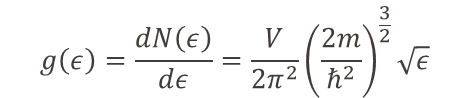 g(ϵ) = dN(ϵ)/dϵ = V/2π² (2m/ħ²)^(3/2) √ϵ